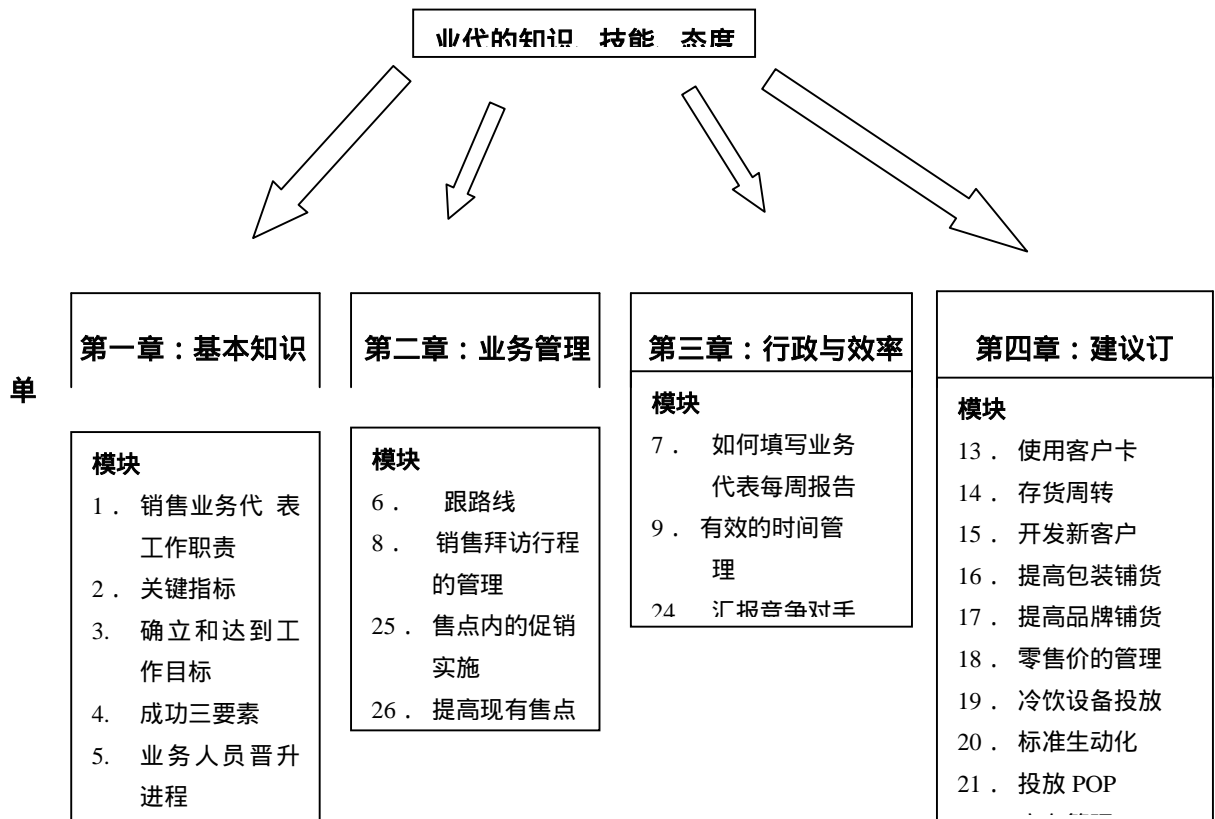 业代的知识、技能、态度
第一章：基本知识
第二章：业务管理
第三章：行政与效率
第四章：建议订
单
模块
1． 销售业务代 表
工作职责
2． 关键指标
3. 确立和达到工
作目标
4. 成功三要素
5. 业务人员晋升
进程
模块
6． 跟路线
8． 销售拜访行程
的管理
25． 售点内的促销
实施
26． 提高现有售点
模块
7． 如何填写业务
代表每周报告
9． 有效的时间管
理
24 汇报竞争对手
模块
13． 使用客户卡
14． 存货周转
15． 开发新客户
16． 提高包装铺货
17． 提高品牌铺货
18． 零售价的管理
19． 冷饮设备投放
20． 标准生动化
21． 投放 POP